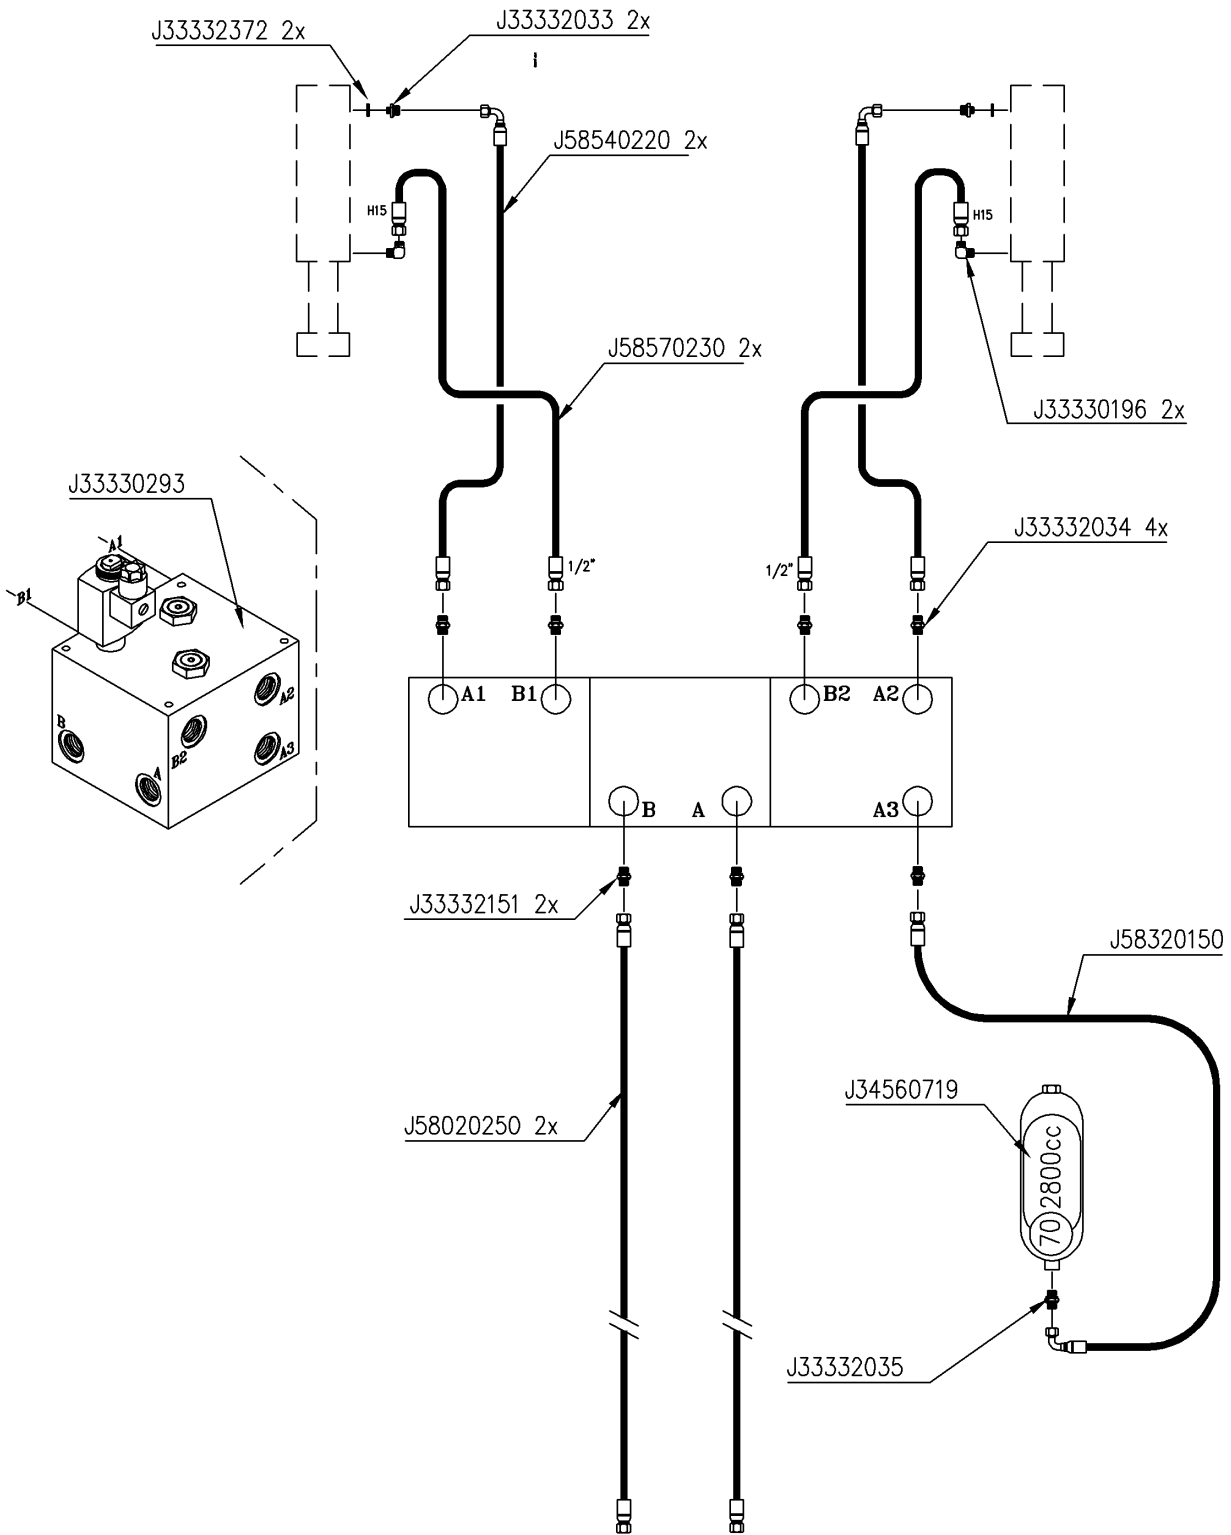 J33332372 2x
J33332033 2x
J58540220 2x
H15
H15
J58570230 2x
J33330196 2x
J33330293
J33332034 4x
A1
B1
1/2"
1/2"
A2
B
B2
A3
A
A1
B1
B2
A2
B
A
A3
J33332151 2x
J58320150
J34560719
J58020250 2x
70 2800cc
J33332035